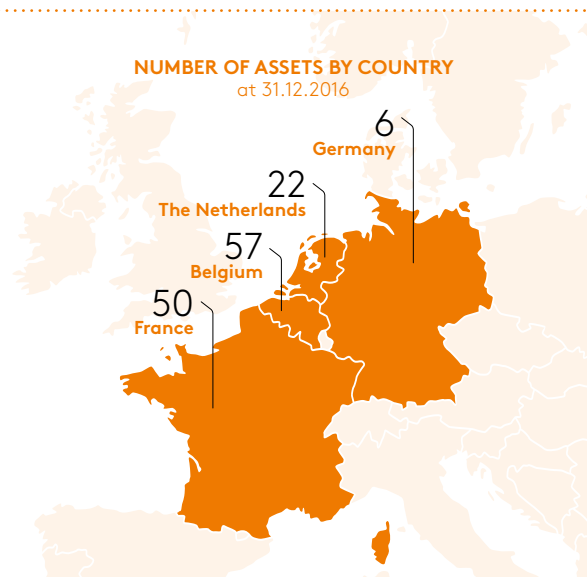 NUMBER OF ASSETS BY COUNTRY
at 31.12.2016
6
Germany
22
The Netherlands
57
Belgium
50
France